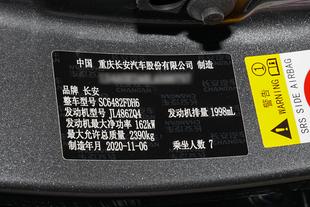 中国 重庆长安汽车股份有限公司 制造
品牌 长安
整车型号 SC6482FDH6
发动机型号 JL486ZQ4 发动机排量 1998mL
发动机最大净功率 162kW
最大允许总质量 2390kg
制造年月 2020-11-06 乘坐人数 7
警告
WARNING
SRS SIDE AIRBAG